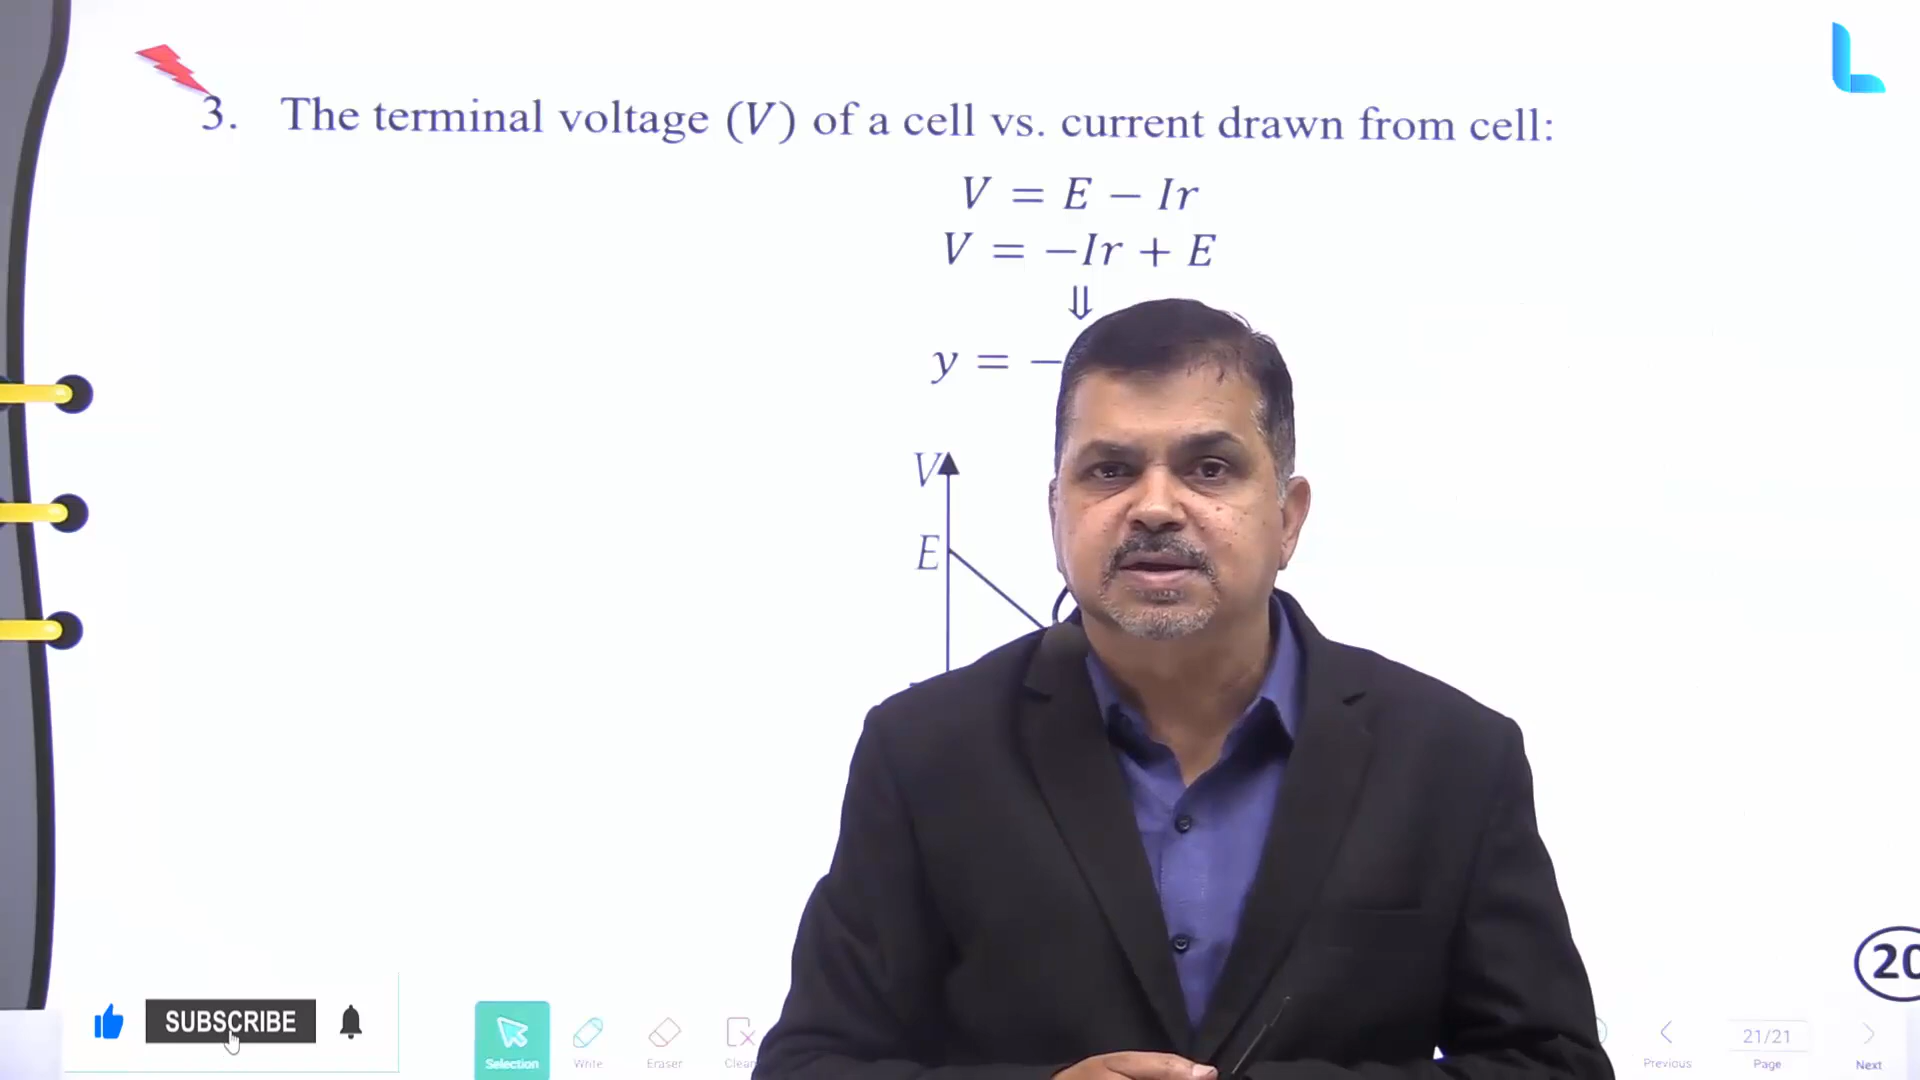 3. The terminal voltage (V) of a cell vs. current drawn from cell:
V = E − Ir
V = −Ir + E
⇓
y = −
V
E
20
SUBSCRIBE
Selection
Write
Eraser
Clean
Previous
21/21
Page
Next